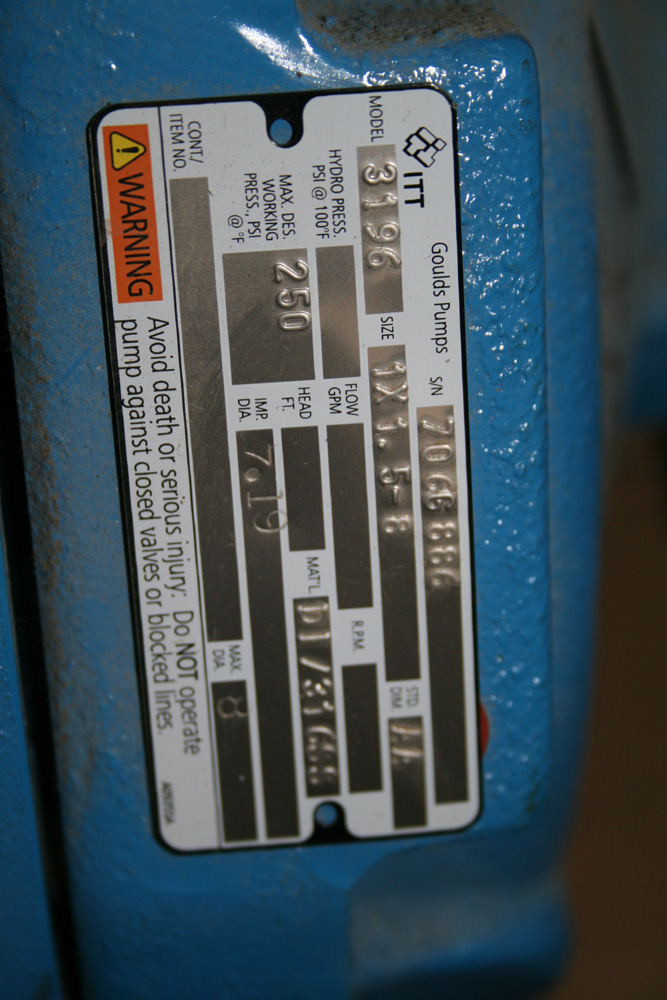 ITT
Goulds Pumps S/N
MODEL 3196 SIZE 1X1.5-8 STD. DIM. AA
HYDRO PRESS. PSI @ 100°F FLOW GPM R.P.M.
MAX. DES. WORKING PRESS., PSI @ °F 250 HEAD FT. MAT'L. DI/316SS
IMP. DIA. 7.19 MAX. DIA. 8
CONT./ ITEM NO.
WARNING
Avoid death or serious injury: Do NOT operate
pump against closed valves or blocked lines.